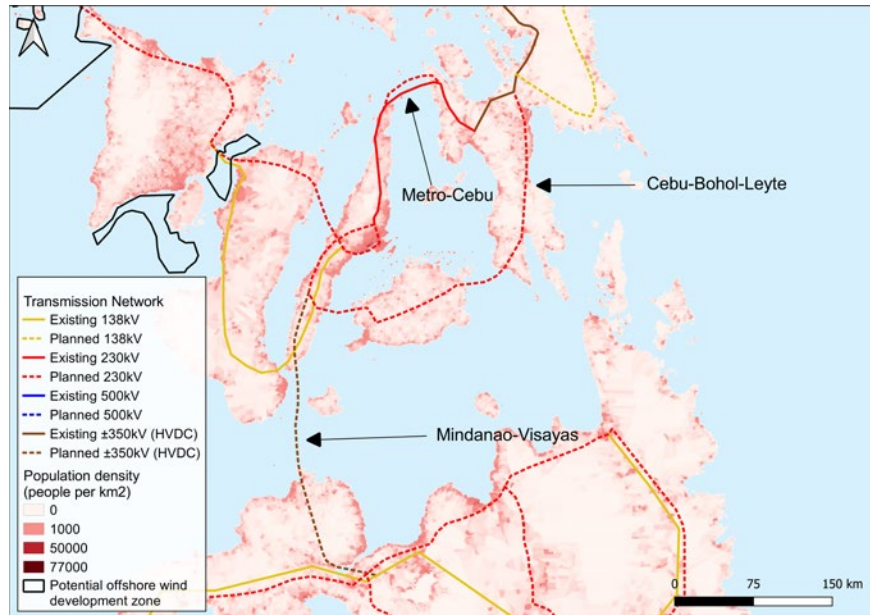 Metro-Cebu
Cebu-Bohol-Leyte
Mindanao-Visayas
Transmission Network
Existing 138kV
Planned 138kV
Existing 230kV
Planned 230kV
Existing 500kV
Planned 500kV
Existing ±350kV (HVDC)
Planned ±350kV (HVDC)
Population density
(people per km2)
0
1000
50000
77000
Potential offshore wind
development zone
0 75 150 km